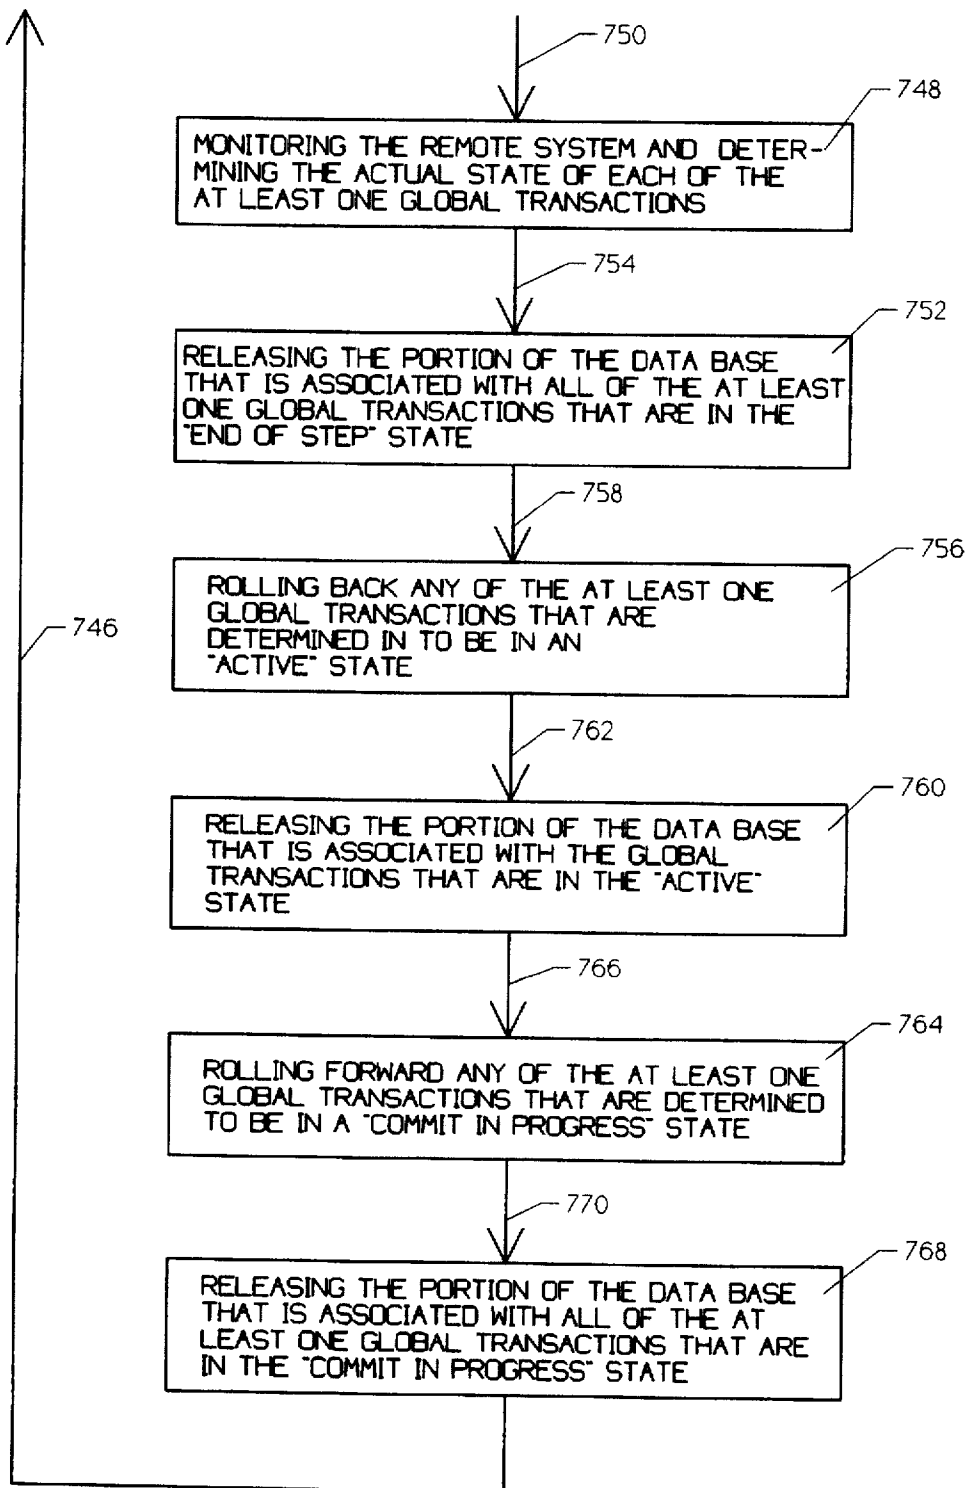 750
748
MONITORING THE REMOTE SYSTEM AND DETER-
MINING THE ACTUAL STATE OF EACH OF THE
AT LEAST ONE GLOBAL TRANSACTIONS
754
752
RELEASING THE PORTION OF THE DATA BASE
THAT IS ASSOCIATED WITH ALL OF THE AT LEAST
ONE GLOBAL TRANSACTIONS THAT ARE IN THE
"END OF STEP" STATE
758
756
ROLLING BACK ANY OF THE AT LEAST ONE
GLOBAL TRANSACTIONS THAT ARE
DETERMINED IN TO BE IN AN
"ACTIVE" STATE
746
762
760
RELEASING THE PORTION OF THE DATA BASE
THAT IS ASSOCIATED WITH THE GLOBAL
TRANSACTIONS THAT ARE IN THE "ACTIVE"
STATE
766
764
ROLLING FORWARD ANY OF THE AT LEAST ONE
GLOBAL TRANSACTIONS THAT ARE DETERMINED
TO BE IN A "COMMIT IN PROGRESS" STATE
770
768
RELEASING THE PORTION OF THE DATA BASE
THAT IS ASSOCIATED WITH ALL OF THE AT
LEAST ONE GLOBAL TRANSACTIONS THAT ARE
IN THE "COMMIT IN PROGRESS" STATE